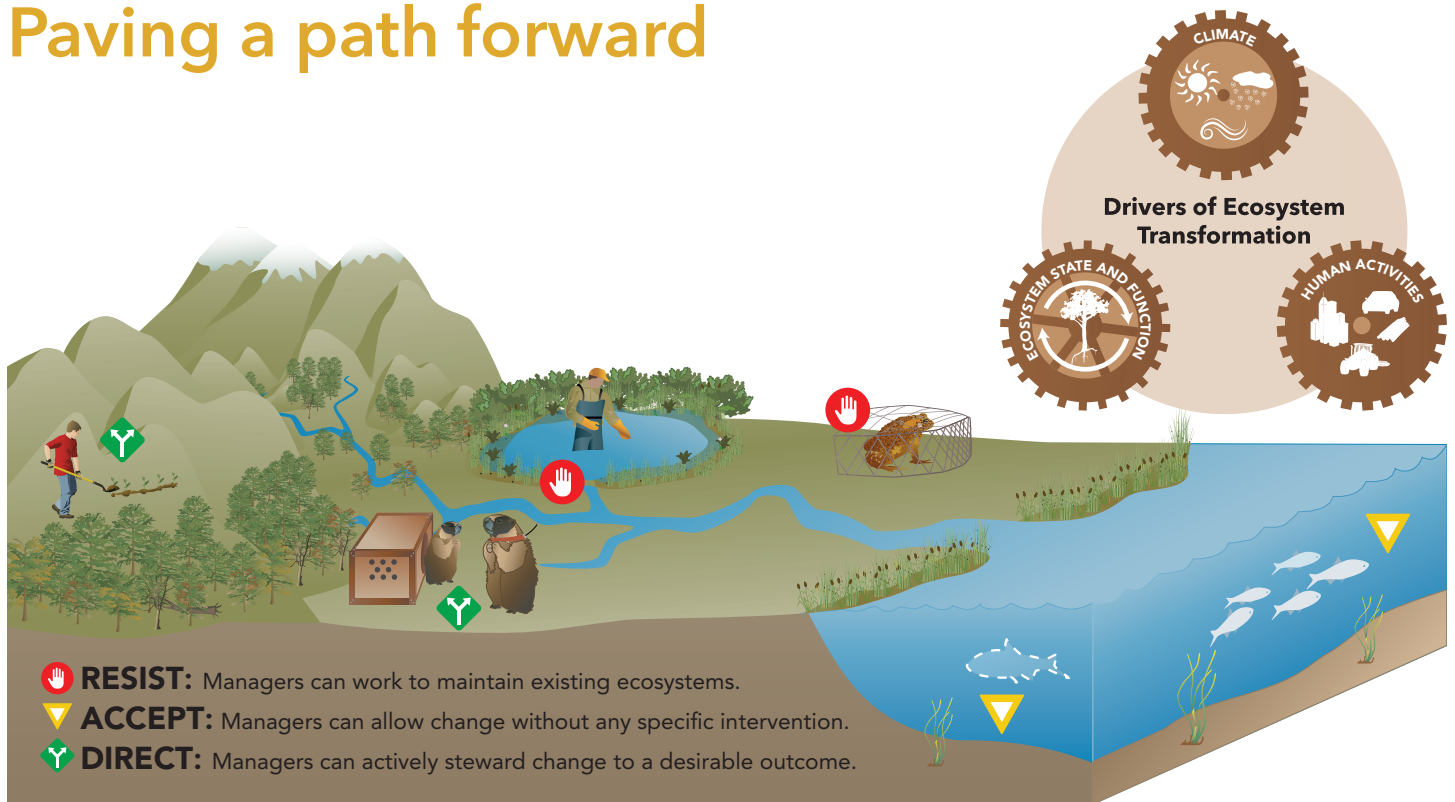 Paving a path forward
CLIMATE
Drivers of Ecosystem
Transformation
ECOSYSTEM STATE AND FUNCTION
HUMAN ACTIVITIES
RESIST: Managers can work to maintain existing ecosystems.
ACCEPT: Managers can allow change without any specific intervention.
DIRECT: Managers can actively steward change to a desirable outcome.